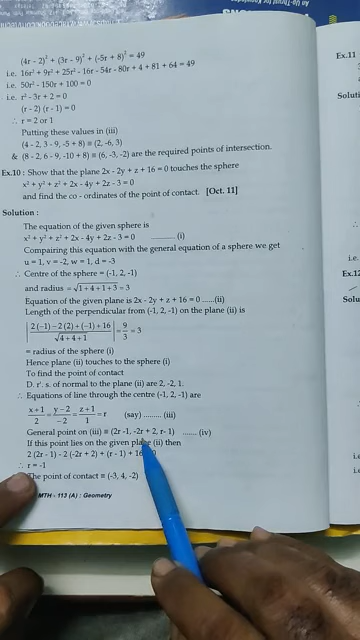 (4r - 2)² + (3r - 9)² + (-5r + 8)² = 49
i.e. 16r² + 9r² + 25r² - 16r - 54r - 80r + 4 + 81 + 64 = 49
i.e. 50r² - 150r + 100 = 0
i.e. r² - 3r + 2 = 0
(r - 2) (r - 1) = 0
∴ r = 2 or 1
Putting these values in (iii)
(4 - 2, 3 - 9, -5 + 8) ≡ (2, -6, 3)
& (8 - 2, 6 - 9, -10 + 8) ≡ (6, -3, -2) are the required points of intersection.
Ex.10 : Show that the plane 2x - 2y + z + 16 = 0 touches the sphere
x² + y² + z² + 2x - 4y + 2z - 3 = 0
and find the co - ordinates of the point of contact. [Oct. 11]
Solution :
The equation of the given sphere is
x² + y² + z² + 2x - 4y + 2z - 3 = 0 .............. (i)
Compairing this equation with the general equation of a sphere we get
u = 1, v = -2, w = 1, d = -3
∴ Centre of the sphere = (-1, 2, -1)
and radius = √1 + 4 + 1 + 3 = 3
Equation of the given plane is 2x - 2y + z + 16 = 0 ......(ii)
Length of the perpendicular from (-1, 2, -1) on the plane (ii) is
|2(-1) - 2(2) + (-1) + 16 / √4 + 4 + 1| = 9/3 = 3
= radius of the sphere (i)
Hence plane (ii) touches to the sphere (i)
To find the point of contact
D. r'. s. of normal to the plane (ii) are 2, -2, 1.
∴ Equations of line through the centre (-1, 2, -1) are
x+1/2 = y-2/-2 = z+1/1 = r (say) ......... (iii)
General point on (iii) ≡ (2r -1, -2r + 2, r- 1) ....... (iv)
If this point lies on the given plane (ii) then
2 (2r - 1) - 2 (-2r + 2) + (r - 1) + 16
∴ r = -1
The point of contact ≡ (-3, 4, -2)
MTH - 113 (A) : Geometry
Ex.11
Soluti
i.e.
Ex.12
Solu
i.e
i.e